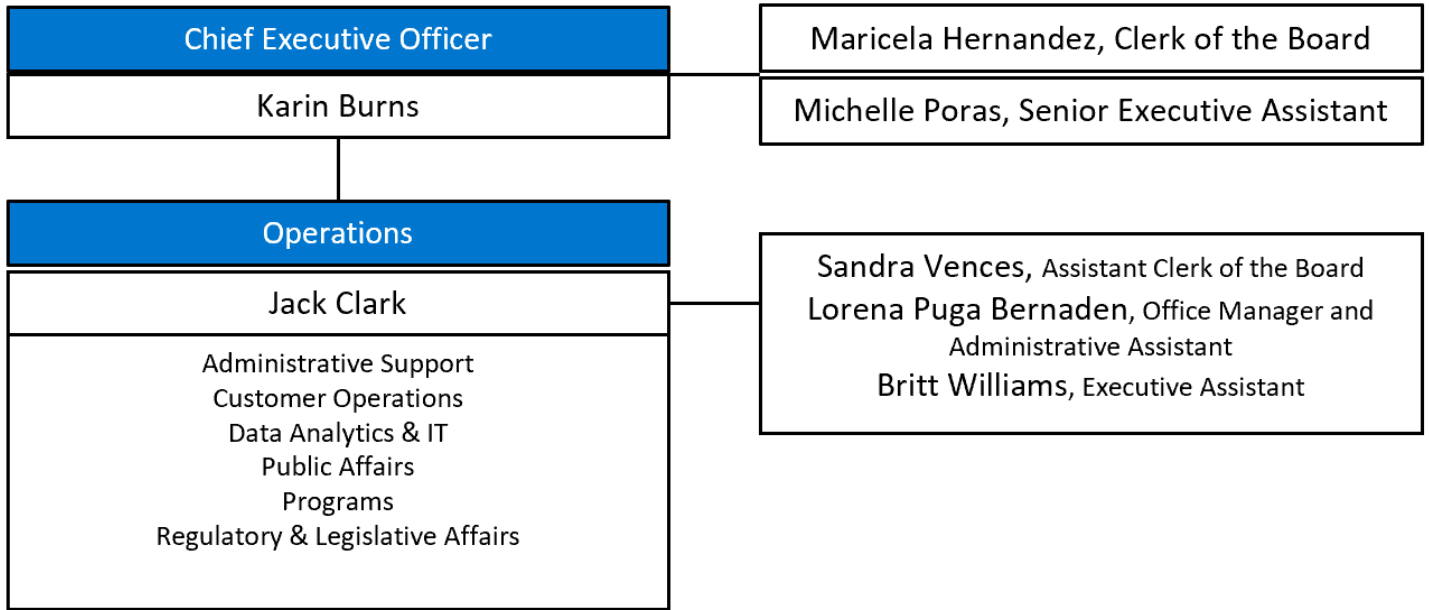 Chief Executive Officer
Karin Burns
Maricela Hernandez, Clerk of the Board
Michelle Poras, Senior Executive Assistant
Operations
Jack Clark
Administrative Support
Customer Operations
Data Analytics & IT
Public Affairs
Programs
Regulatory & Legislative Affairs
Sandra Vences, Assistant Clerk of the Board
Lorena Puga Bernaden, Office Manager and
Administrative Assistant
Britt Williams, Executive Assistant